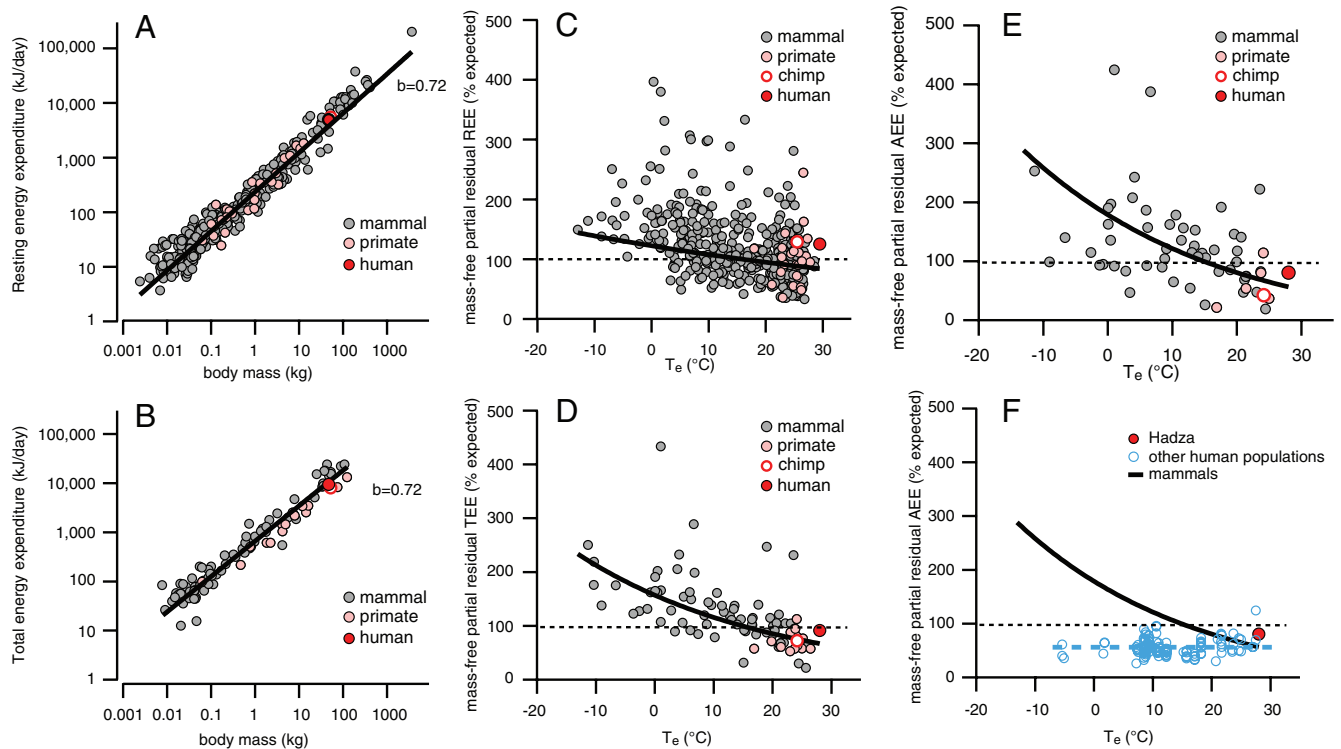 A
Resting energy expenditure (kJ/day)
100,000
10,000
1,000
100
10
1
b=0.72
mammal
primate
human
0.001 0.01 0.1 1 10 100 1000
body mass (kg)
B
Total energy expenditure (kJ/day)
100,000
10,000
1,000
100
10
1
b=0.72
mammal
primate
human
0.001 0.01 0.1 1 10 100 1000
body mass (kg)
C
mass-free partial residual REE (% expected)
500
400
300
200
100
0
mammal
primate
chimp
human
-20 -10 0 10 20 30
Te (°C)
D
mass-free partial residual TEE (% expected)
500
400
300
200
100
0
mammal
primate
chimp
human
-20 -10 0 10 20 30
Te (°C)
E
mass-free partial residual AEE (% expected)
500
400
300
200
100
0
mammal
primate
chimp
human
-20 -10 0 10 20 30
Te (°C)
F
mass-free partial residual AEE (% expected)
500
400
300
200
100
0
Hadza
other human populations
mammals
-20 -10 0 10 20 30
Te (°C)